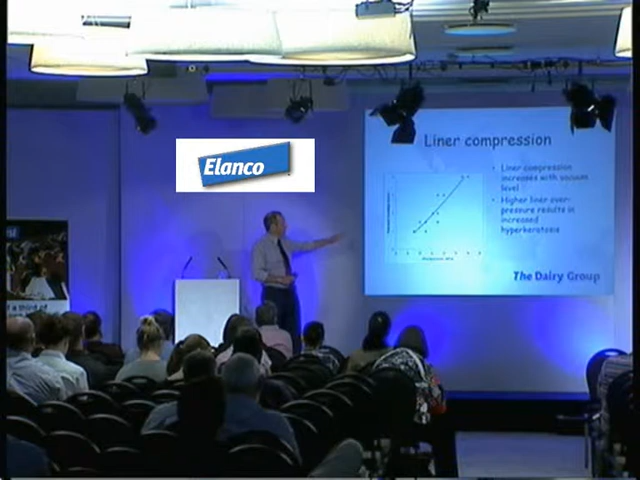 Elanco
Liner compression
• Liner compression
increases with vacuum
level
• Higher liner over-
pressure results in
increased
hyperkeratosis
The Dairy Group